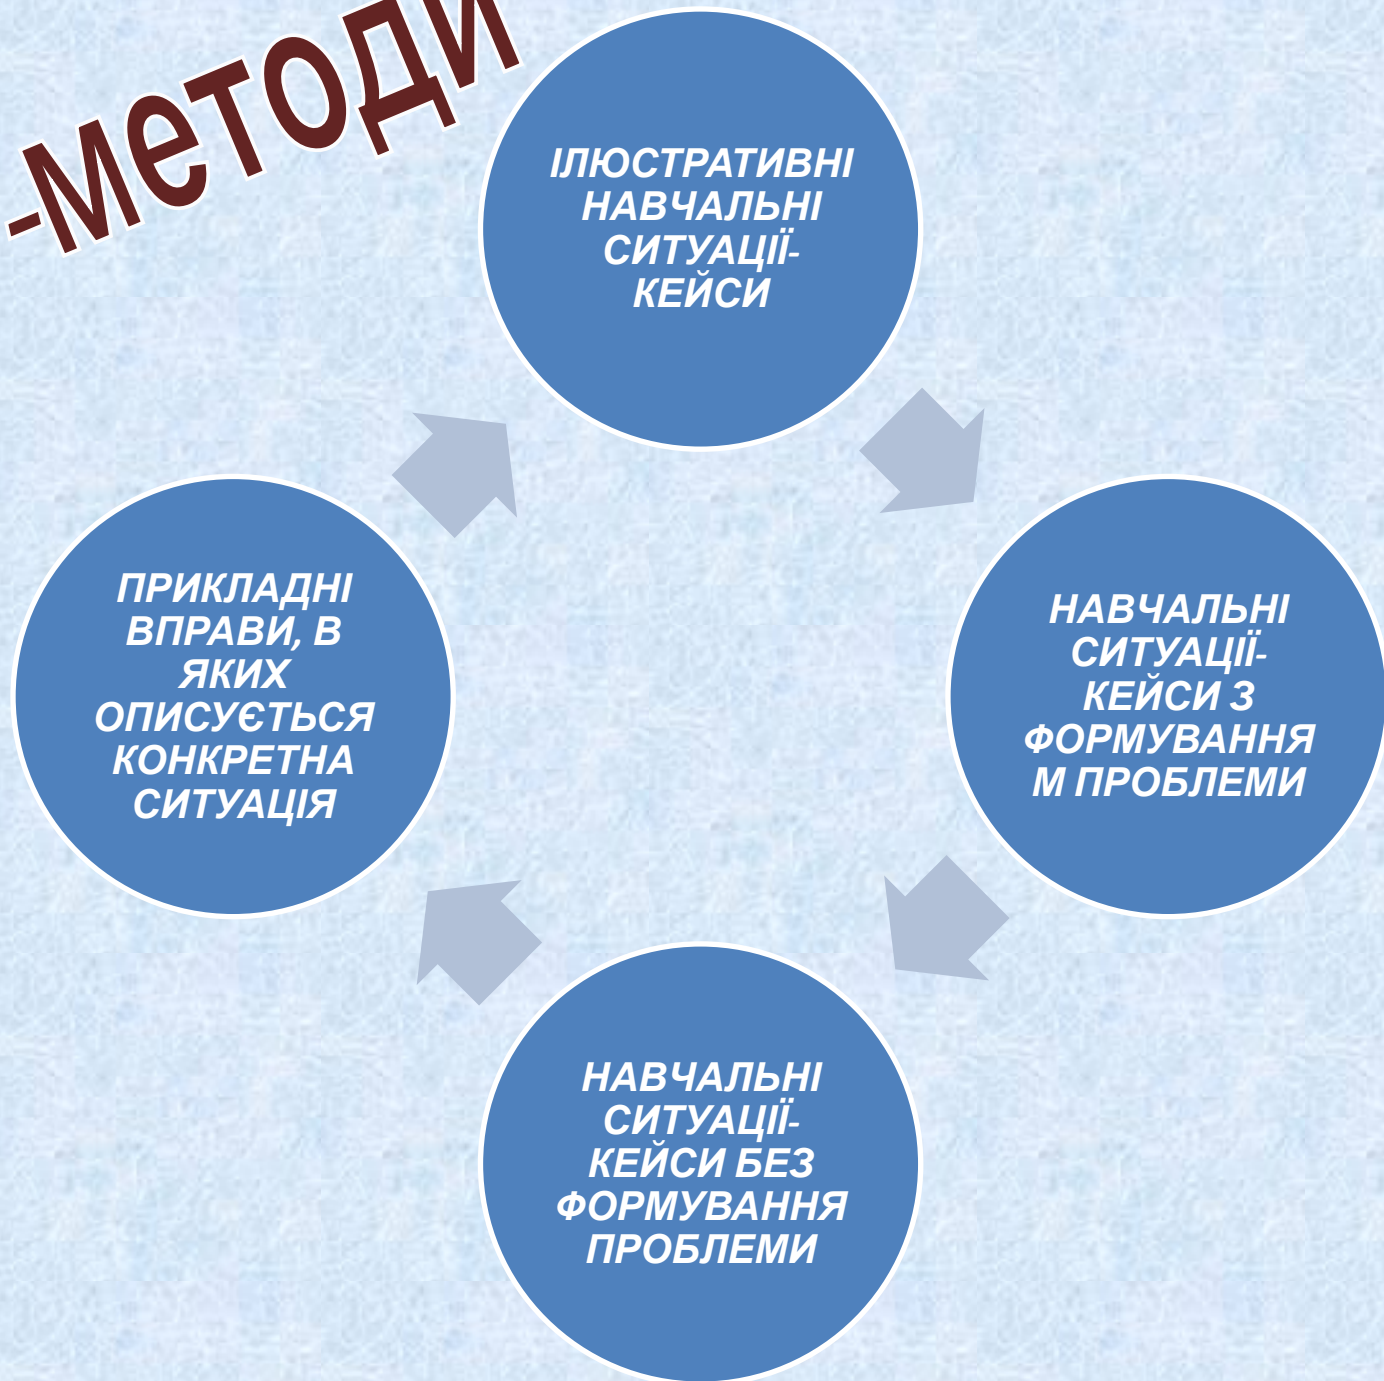 -методи
ІЛЮСТРАТИВНІ
НАВЧАЛЬНІ
СИТУАЦІЇ-
КЕЙСИ
НАВЧАЛЬНІ
СИТУАЦІЇ-
КЕЙСИ З
ФОРМУВАННЯ
М ПРОБЛЕМИ
НАВЧАЛЬНІ
СИТУАЦІЇ-
КЕЙСИ БЕЗ
ФОРМУВАННЯ
ПРОБЛЕМИ
ПРИКЛАДНІ
ВПРАВИ, В
ЯКИХ
ОПИСУЄТЬСЯ
КОНКРЕТНА
СИТУАЦІЯ